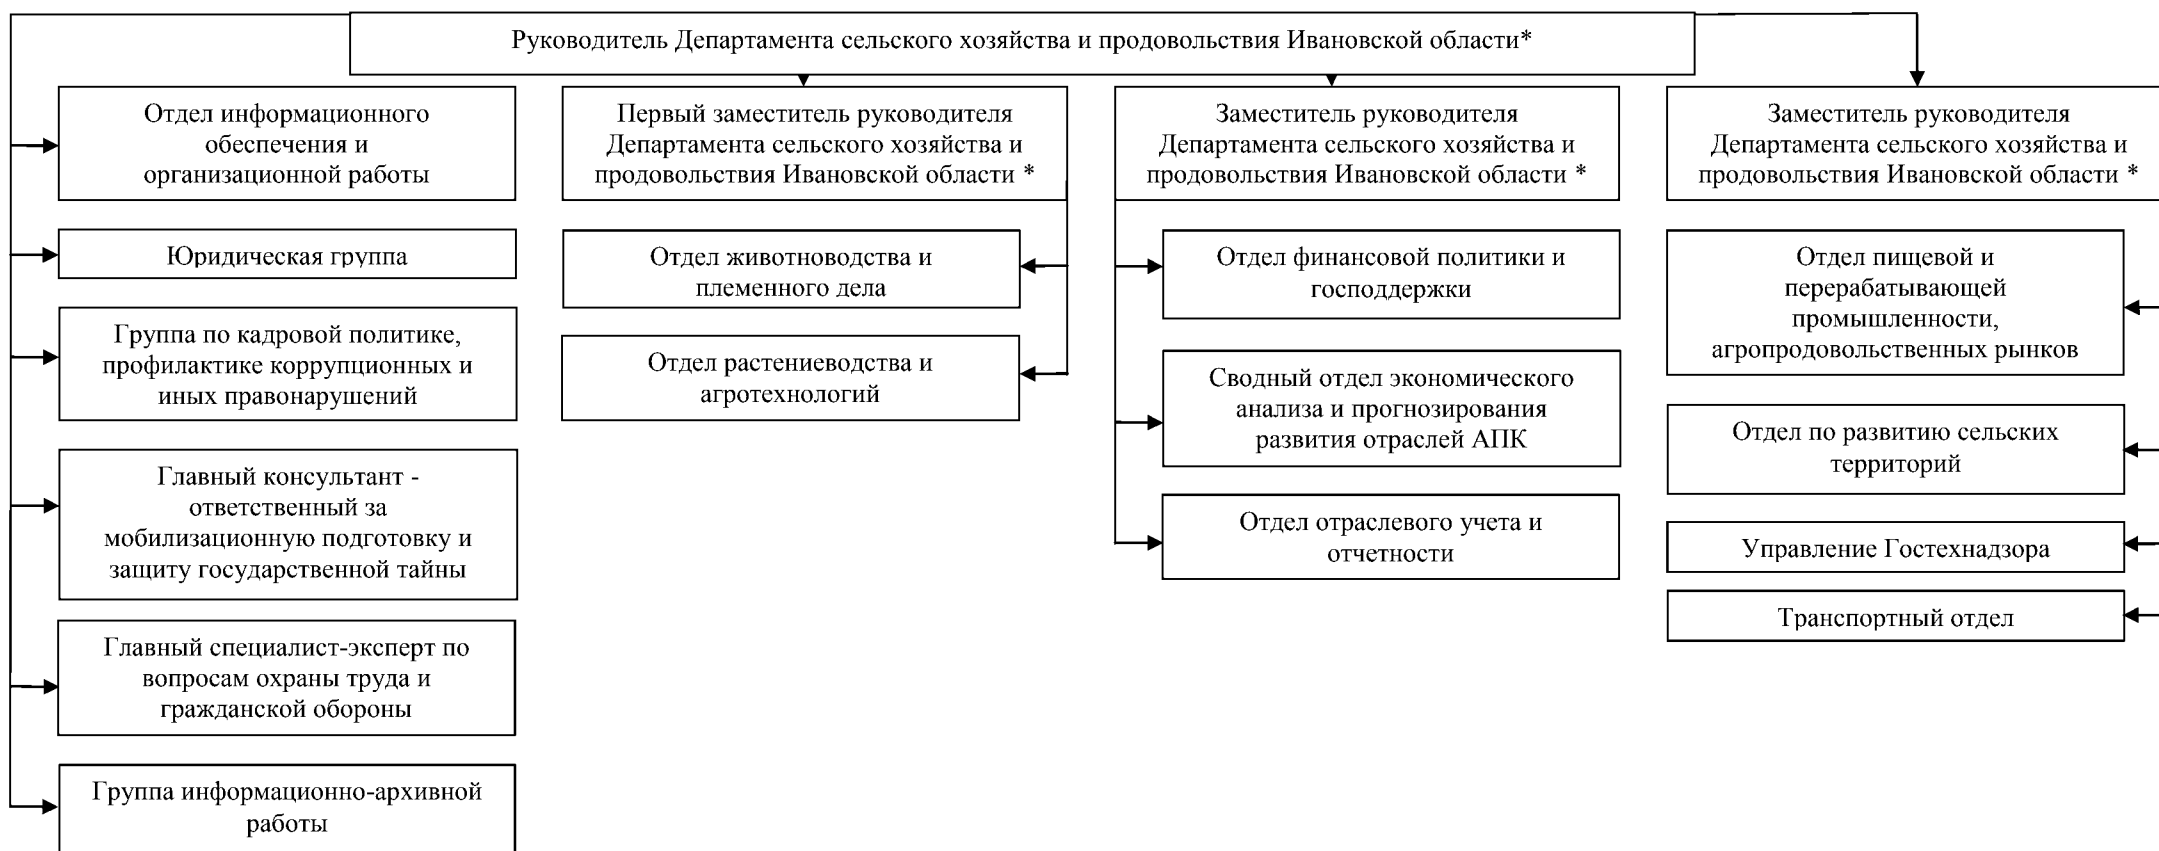 Руководитель Департамента сельского хозяйства и продовольствия Ивановской области*
Отдел информационного
обеспечения и
организационной работы
Юридическая группа
Группа по кадровой политике,
профилактике коррупционных и
иных правонарушений
Главный консультант -
ответственный за
мобилизационную подготовку и
защиту государственной тайны
Главный специалист-эксперт по
вопросам охраны труда и
гражданской обороны
Группа информационно-архивной
работы
Первый заместитель руководителя
Департамента сельского хозяйства и
продовольствия Ивановской области *
Отдел животноводства и
племенного дела
Отдел растениеводства и
агротехнологий
Заместитель руководителя
Департамента сельского хозяйства и
продовольствия Ивановской области *
Отдел финансовой политики и
господдержки
Сводный отдел экономического
анализа и прогнозирования
развития отраслей АПК
Отдел отраслевого учета и
отчетности
Заместитель руководителя
Департамента сельского хозяйства и
продовольствия Ивановской области *
Отдел пищевой и
перерабатывающей
промышленности,
агропродовольственных рынков
Отдел по развитию сельских
территорий
Управление Гостехнадзора
Транспортный отдел